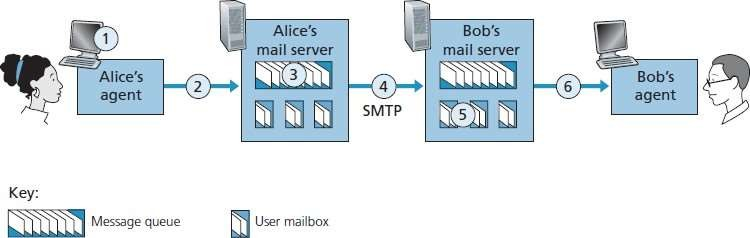 1
Alice's
agent
2
Alice's
mail server
3
4
SMTP
Bob's
mail server
5
6
Bob's
agent
Key:
Message queue
User mailbox